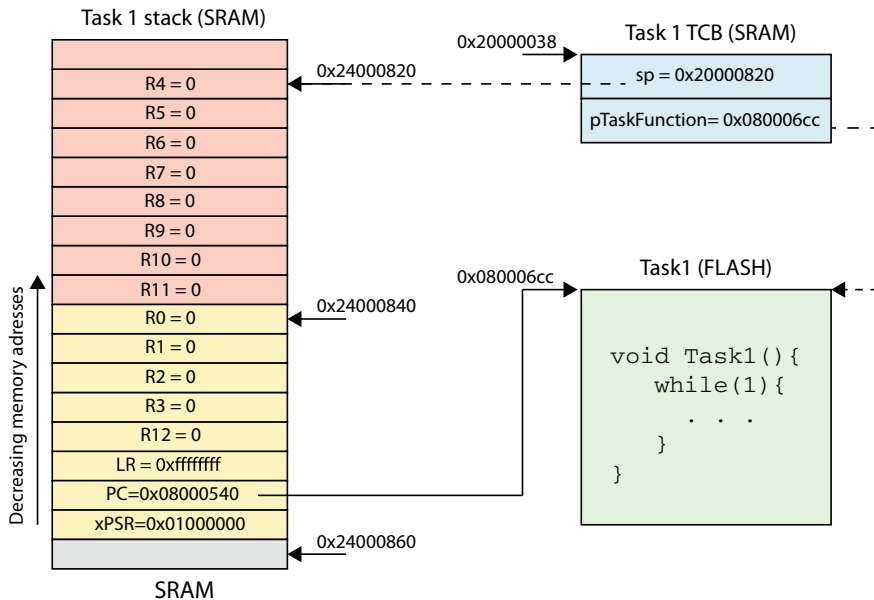 Task 1 stack (SRAM)
R4 = 0
R5 = 0
R6 = 0
R7 = 0
R8 = 0
R9 = 0
R10 = 0
R11 = 0
R0 = 0
R1 = 0
R2 = 0
R3 = 0
R12 = 0
LR = 0xffffffff
PC=0x08000540
xPSR=0x01000000
SRAM
Decreasing memory adresses
0x24000820
0x24000840
0x24000860
0x20000038
Task 1 TCB (SRAM)
sp = 0x20000820
pTaskFunction= 0x080006cc
0x080006cc
Task1 (FLASH)
void Task1(){
while(1){
. . .
}
}